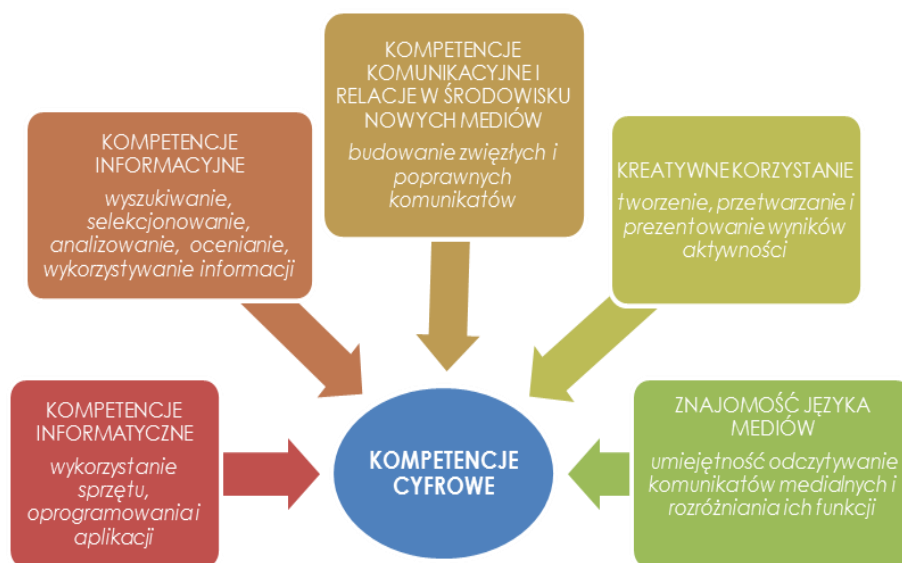 KOMPETENCJE
INFORMATYCZNE
wykorzystanie
sprzętu,
oprogramowania i
aplikacji
KOMPETENCJE
INFORMACYJNE
wyszukiwanie,
selekcjonowanie,
analizowanie, ocenianie,
wykorzystywanie informacji
KOMPETENCJE
KOMUNIKACYJNE I
RELACJE W ŚRODOWISKU
NOWYCH MEDIÓW
budowanie zwięzłych i
poprawnych
komunikatów
KREATYWNE KORZYSTANIE
tworzenie, przetwarzanie i
prezentowanie wyników
aktywności
ZNAJOMOŚĆ JĘZYKA
MEDIÓW
umiejętność odczytywanie
komunikatów medialnych i
rozróżniania ich funkcji
KOMPETENCJE
CYFROWE